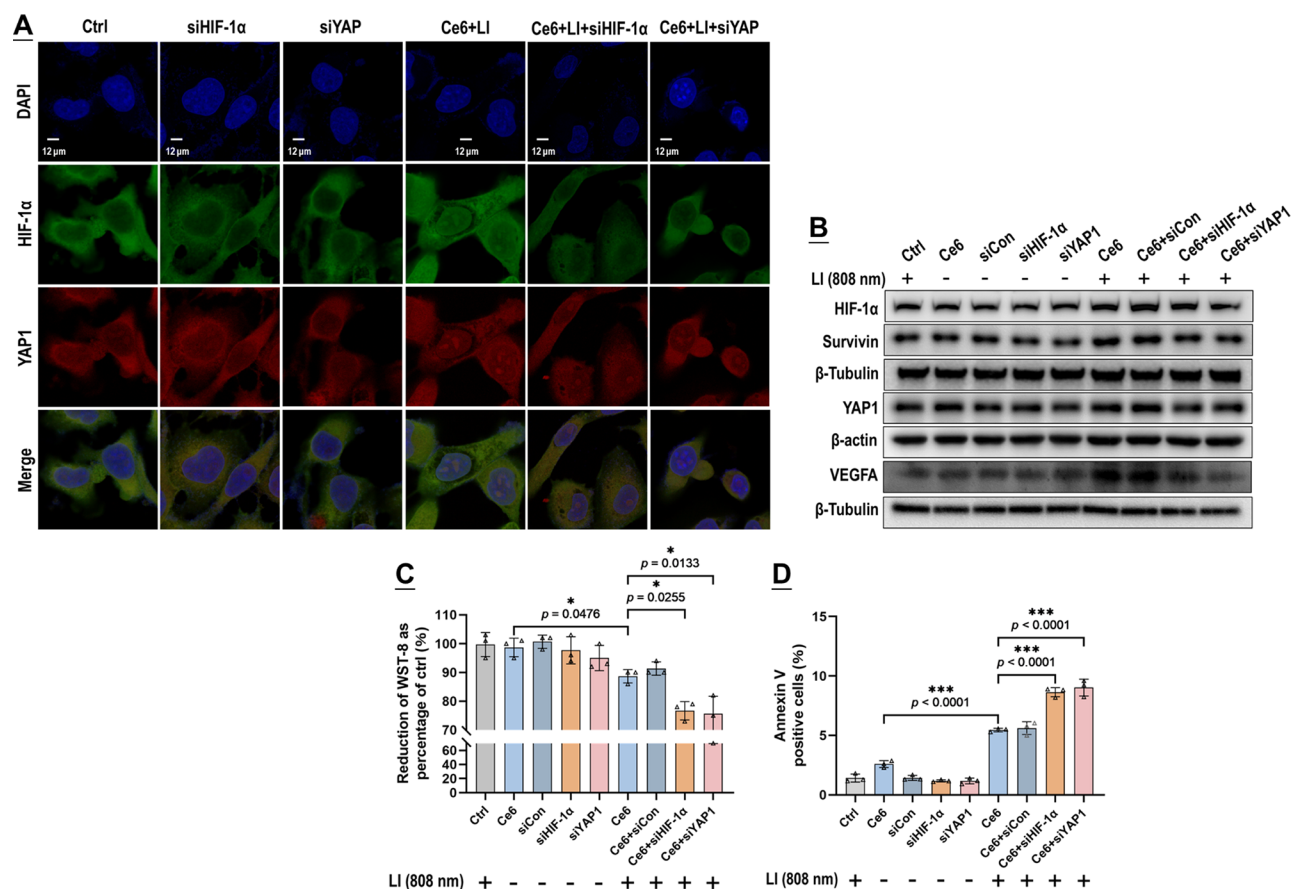 A
Ctrl siHIF-1α siYAP Ce6+LI Ce6+LI+siHIF-1α Ce6+LI+siYAP
DAPI
12 µm 12 µm 12 µm 12 µm 12 µm 12 µm
HIF-1α
YAP1
Merge
B
Ctrl Ce6 siCon siHIF-1α siYAP1 Ce6 Ce6+siCon Ce6+siHIF-1α Ce6+siYAP1
LI (808 nm) + - - - - + + + +
HIF-1α
Survivin
β-Tubulin
YAP1
β-actin
VEGFA
β-Tubulin
C
*
p = 0.0133
*
p = 0.0255
*
p = 0.0476
Reduction of WST-8 as
percentage of ctrl (%)
110
100
90
80
70
60
40
20
0
Ctrl Ce6 siCon siHIF-1α siYAP1 Ce6 Ce6+siCon Ce6+siHIF-1α Ce6+siYAP1
LI (808 nm) + - - - - + + + +
D
***
p < 0.0001
***
p < 0.0001
***
p < 0.0001
Annexin V
positive cells (%)
15
10
5
0
Ctrl Ce6 siCon siHIF-1α siYAP1 Ce6 Ce6+siCon Ce6+siHIF-1α Ce6+siYAP1
LI (808 nm) + - - - - + + + +